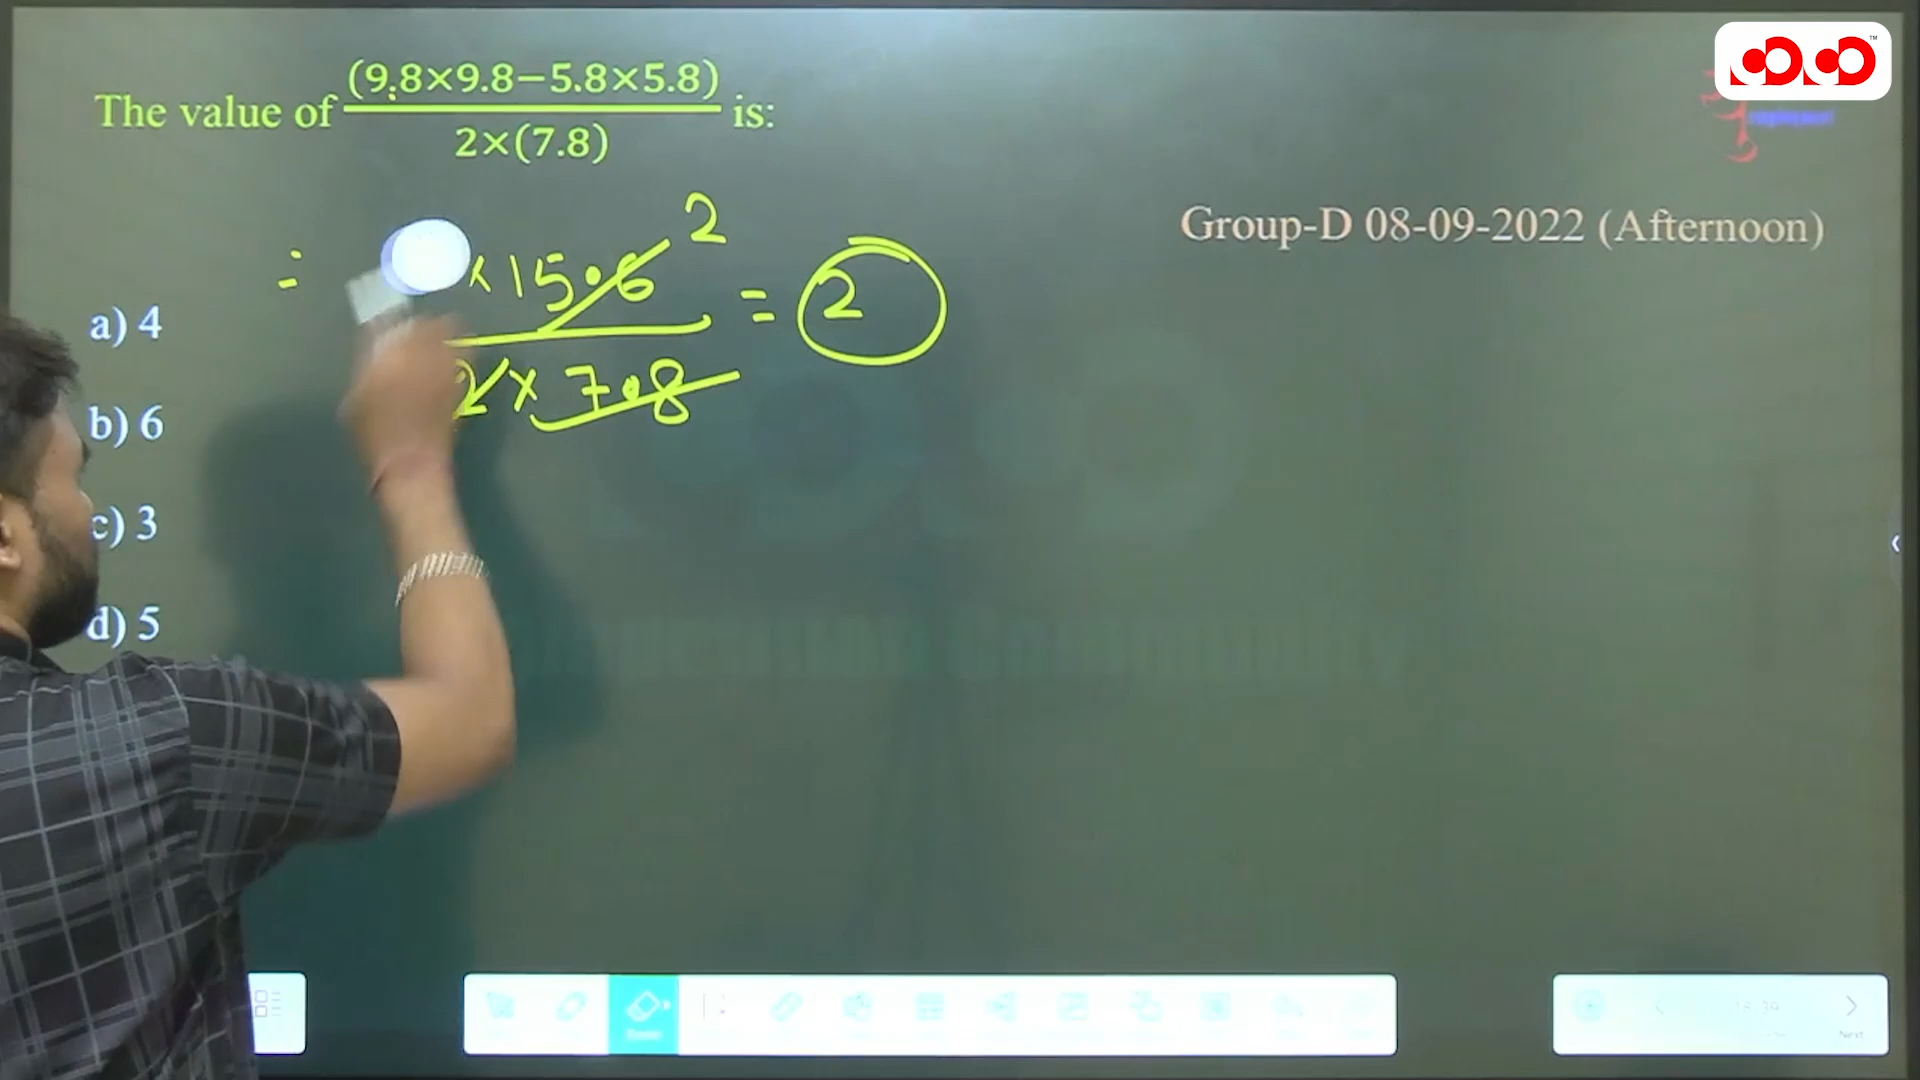 The value of (9.8×9.8−5.8×5.8) / 2×(7.8) is:
Group-D 08-09-2022 (Afternoon)
= × 15.6 2 / 2 × 7.8 = 2
a) 4
b) 6
c) 3
d) 5
Next